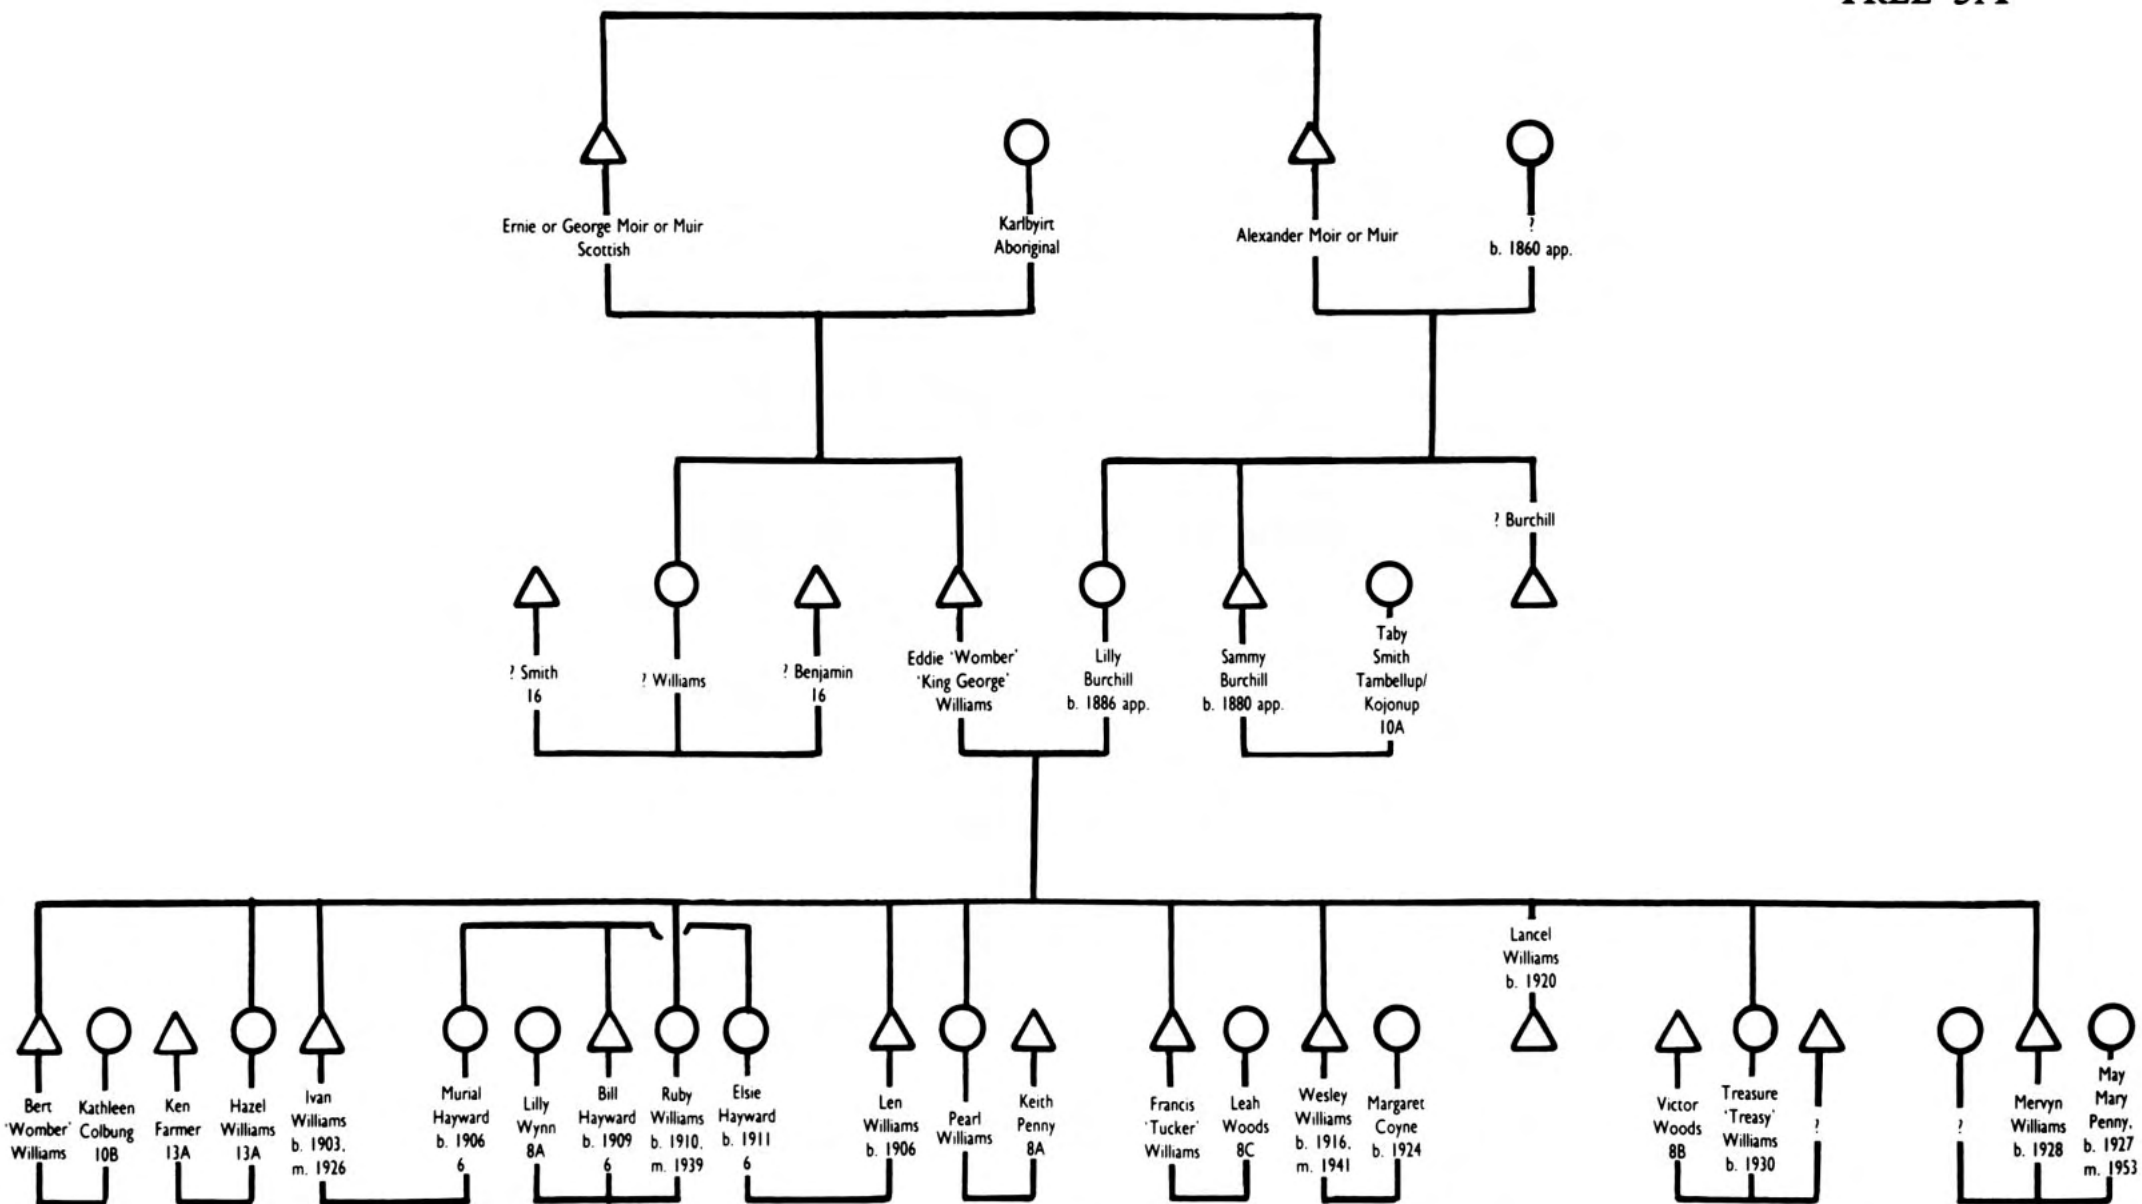 Ernie or George Moir or Muir
Scottish
Karlbyirt
Aboriginal
Alexander Moir or Muir
?
b. 1860 app.
? Burchill
? Smith
16
? Williams
? Benjamin
16
Eddie 'Womber'
'King George'
Williams
Lilly
Burchill
b. 1886 app.
Sammy
Burchill
b. 1880 app.
Taby
Smith
Tambellup/
Kojonup
10A
Bert
'Womber'
Williams
Kathleen
Colbung
10B
Ken
Farmer
13A
Hazel
Williams
13A
Ivan
Williams
b. 1903.
m. 1926
Murial
Hayward
b. 1906
6
Lilly
Wynn
8A
Bill
Hayward
b. 1909
6
Ruby
Williams
b. 1910.
m. 1939
Elsie
Hayward
b. 1911
6
Len
Williams
b. 1906
Pearl
Williams
Keith
Penny
8A
Francis
'Tucker'
Williams
Leah
Woods
8C
Wesley
Williams
b. 1916.
m. 1941
Margaret
Coyne
b. 1924
Lancel
Williams
b. 1920
Victor
Woods
8B
Treasure
'Treasy'
Williams
b. 1930
?
?
Mervyn
Williams
b. 1928
May
Mary
Penny.
b. 1927
m. 1953